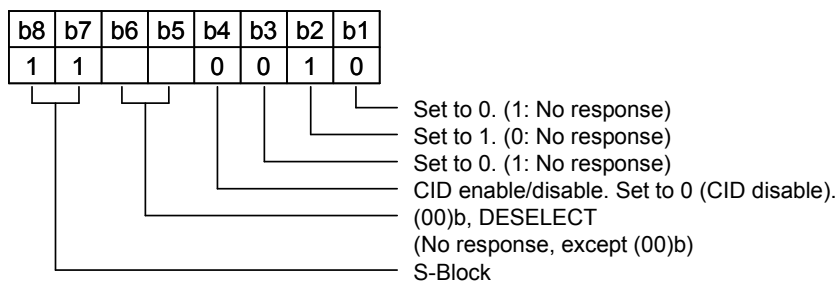 b8 b7 b6 b5 b4 b3 b2 b1
1 1 0 0 1 0
Set to 0. (1: No response)
Set to 1. (0: No response)
Set to 0. (1: No response)
CID enable/disable. Set to 0 (CID disable).
(00)b, DESELECT
(No response, except (00)b)
S-Block